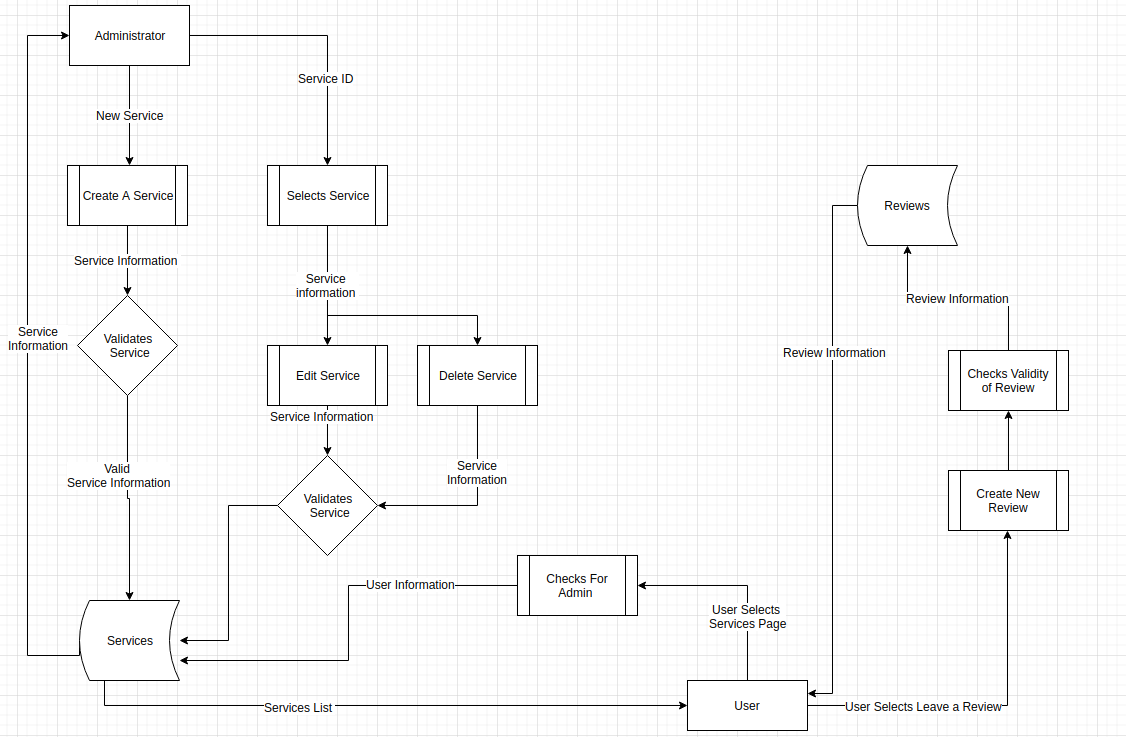 Administrator
Service ID
New Service
Create A Service
Selects Service
Reviews
Service Information
Service
information
Review Information
Service
Information
Validates
Service
Review Information
Edit Service
Delete Service
Checks Validity
of Review
Service Information
Valid
Service Information
Service
Information
Validates
Service
Create New
Review
User Information
Checks For
Admin
User Selects
Services Page
Services
Services List
User
User Selects Leave a Review